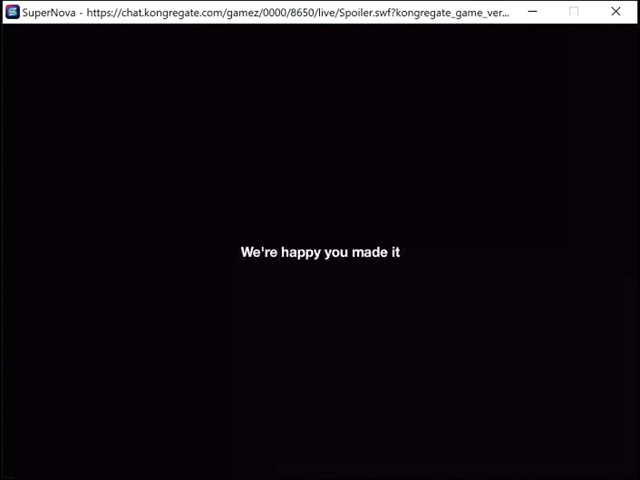 SuperNova - https://chat.kongregate.com/gamez/0000/8650/live/Spoiler.swf?kongregate_game_ver...
We're happy you made it